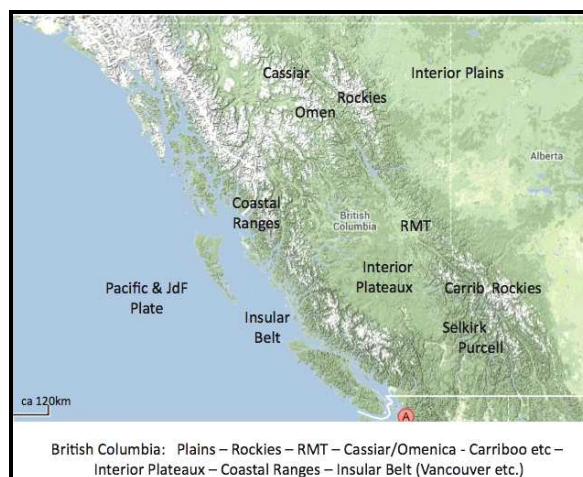 Cassiar
Interior Plains
Rockies
Omen
Alberta
Coastal
Ranges
British
Columbia
RMT
Interior
Plateaux
Carrib Rockies
Pacific & JdF
Plate
Insular
Belt
Selkirk
Purcell
ca 120km
A
British Columbia: Plains – Rockies – RMT – Cassiar/Omenica - Carriboo etc –
Interior Plateaux – Coastal Ranges – Insular Belt (Vancouver etc.)